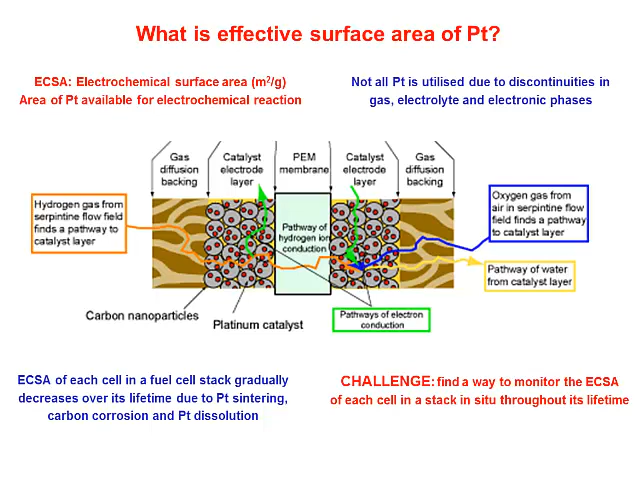 What is effective surface area of Pt?
ECSA: Electrochemical surface area (m²/g)
Area of Pt available for electrochemical reaction
Not all Pt is utilised due to discontinuities in
gas, electrolyte and electronic phases
Gas
diffusion
backing
Catalyst
electrode
layer
PEM
membrane
Catalyst
electrode
layer
Gas
diffusion
backing
Hydrogen gas from
serpintine flow field
finds a pathway to
catalyst layer
Pathway of
hydrogen ion
conduction
Oxygen gas from
air in serpintine flow
field finds a pathway
to catalyst layer
Pathway of water
from catalyst layer
Carbon nanoparticles
Platinum catalyst
Pathways of electron
conduction
ECSA of each cell in a fuel cell stack gradually
decreases over its lifetime due to Pt sintering,
carbon corrosion and Pt dissolution
CHALLENGE: find a way to monitor the ECSA
of each cell in a stack in situ throughout its lifetime